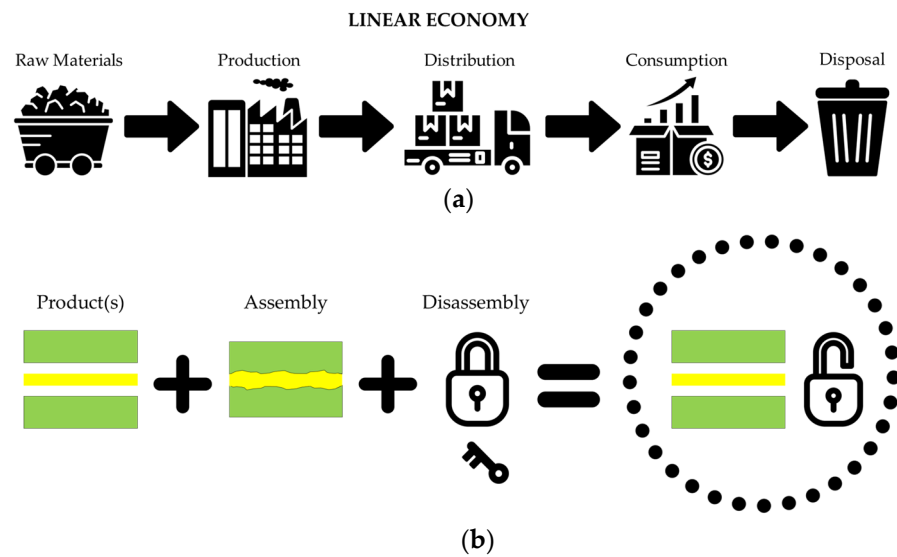 LINEAR ECONOMY
Raw Materials
Production
Distribution
Consumption
Disposal
$
(a)
Product(s)
Assembly
Disassembly
(b)